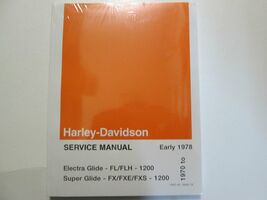 Harley-Davidson
SERVICE MANUAL Early 1978
1970 to
Electra Glide - FL/FLH - 1200
Super Glide - FX/FXE/FXS - 1200